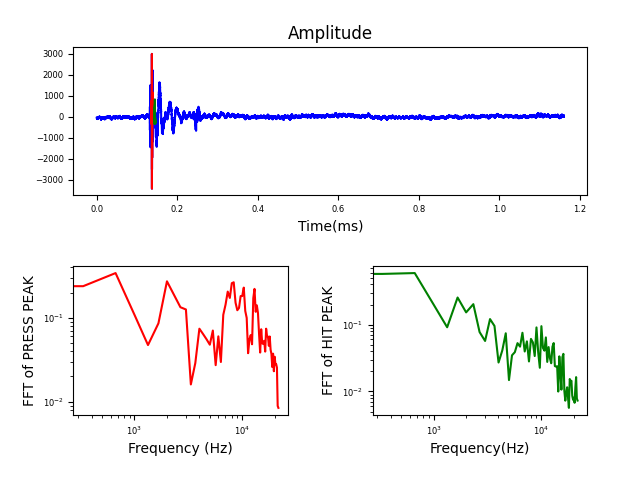 Amplitude
3000
2000
1000
0
−1000
−2000
−3000
0.0 0.2 0.4 0.6 0.8 1.0 1.2
Time(ms)
FFT of PRESS PEAK
10⁻¹
10⁻²
10³ 10⁴
Frequency (Hz)
FFT of HIT PEAK
10⁻¹
10⁻²
10³ 10⁴
Frequency(Hz)